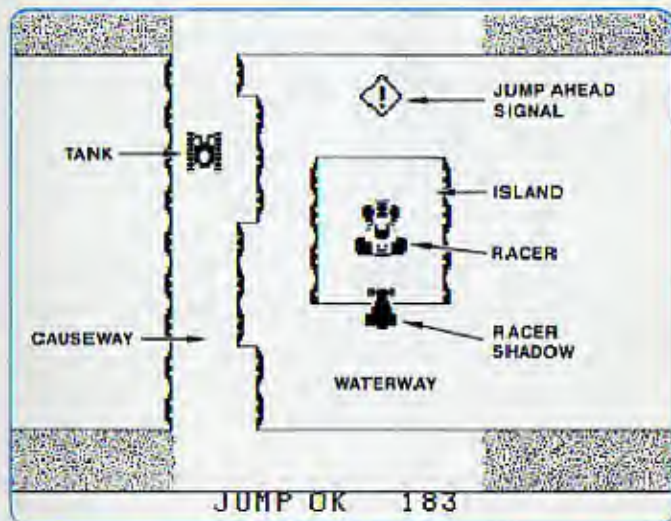 !
JUMP AHEAD
SIGNAL
TANK
ISLAND
RACER
CAUSEWAY
RACER
SHADOW
WATERWAY
JUMP OK 183